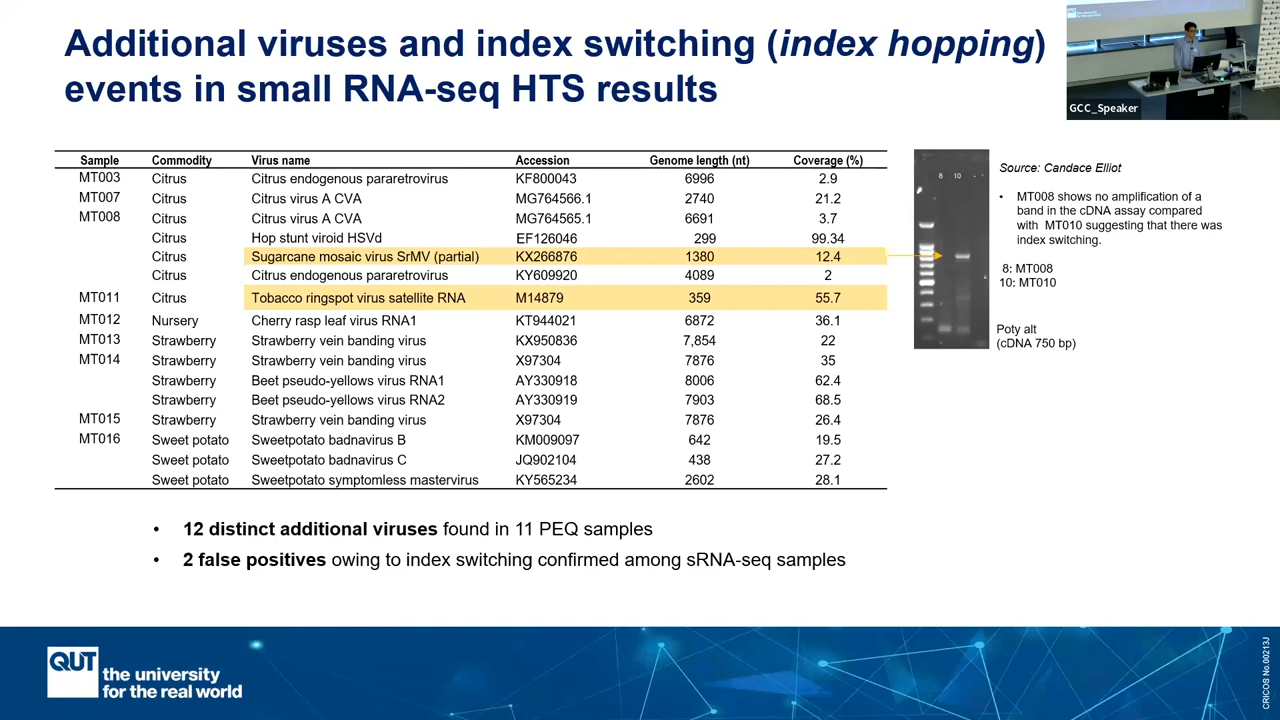 Additional viruses and index switching (index hopping)
events in small RNA-seq HTS results
GCC_Speaker
Sample Commodity Virus name Accession Genome length (nt) Coverage (%)
MT003 Citrus Citrus endogenous pararetrovirus KF800043 6996 2.9
MT007 Citrus Citrus virus A CVA MG764566.1 2740 21.2
MT008 Citrus Citrus virus A CVA MG764565.1 6691 3.7
Citrus Hop stunt viroid HSVd EF126046 299 99.34
Citrus Sugarcane mosaic virus SrMV (partial) KX266876 1380 12.4
Citrus Citrus endogenous pararetrovirus KY609920 4089 2
MT011 Citrus Tobacco ringspot virus satellite RNA M14879 359 55.7
MT012 Nursery Cherry rasp leaf virus RNA1 KT944021 6872 36.1
MT013 Strawberry Strawberry vein banding virus KX950836 7,854 22
MT014 Strawberry Strawberry vein banding virus X97304 7876 35
Strawberry Beet pseudo-yellows virus RNA1 AY330918 8006 62.4
Strawberry Beet pseudo-yellows virus RNA2 AY330919 7903 68.5
MT015 Strawberry Strawberry vein banding virus X97304 7876 26.4
MT016 Sweet potato Sweetpotato badnavirus B KM009097 642 19.5
Sweet potato Sweetpotato badnavirus C JQ902104 438 27.2
Sweet potato Sweetpotato symptomless mastervirus KY565234 2602 28.1
8 10
Source: Candace Elliot
• MT008 shows no amplification of a
band in the cDNA assay compared
with MT010 suggesting that there was
index switching.
8: MT008
10: MT010
Poty alt
(cDNA 750 bp)
• 12 distinct additional viruses found in 11 PEQ samples
• 2 false positives owing to index switching confirmed among sRNA-seq samples
QUT
the university
for the real world
CRICOS No.00213J